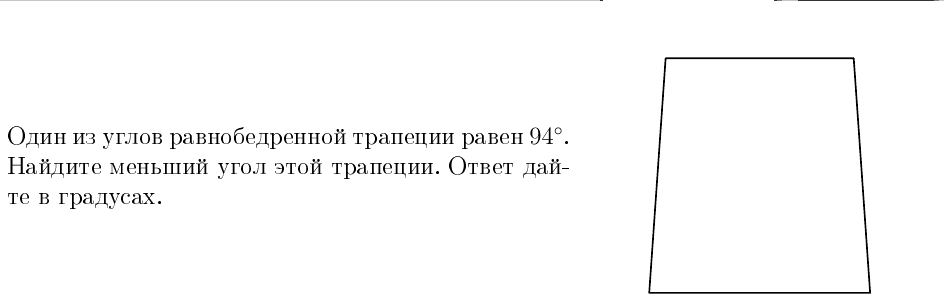 Один из углов равнобедренной трапеции равен 94°.
Найдите меньший угол этой трапеции. Ответ дай-
те в градусах.